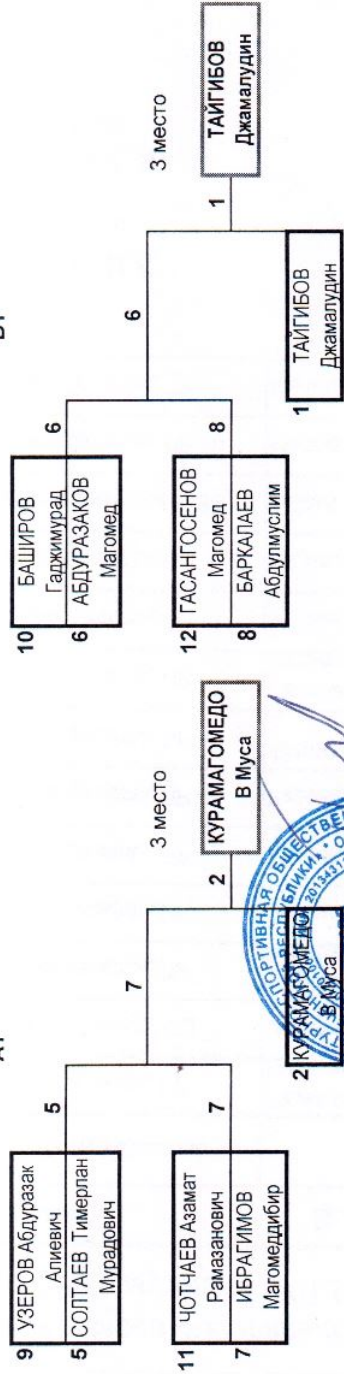 А1
9 УЗЕРОВ Абдуразак
Алиевич
5 СОЛТАЕВ Тимерлан
Мурадович
5
11 ЧОТЧАЕВ Азамат
Рамазанович
7 ИБРАГИМОВ
Магомеддибир
7
7
2 КУРАМАГОМЕДО
В Муса
2
3 место
КУРАМАГОМЕДО
В Муса
10 БАШИРОВ
Гаджимурад
6 АБДУРАЗАКОВ
Магомед
6
12 ГАСАНГОСЕНОВ
Магомед
8 БАРКАЛАЕВ
Абдулмуслим
8
6
1 ТАЙГИБОВ
Джамалудин
1
3 место
ТАЙГИБОВ
Джамалудин